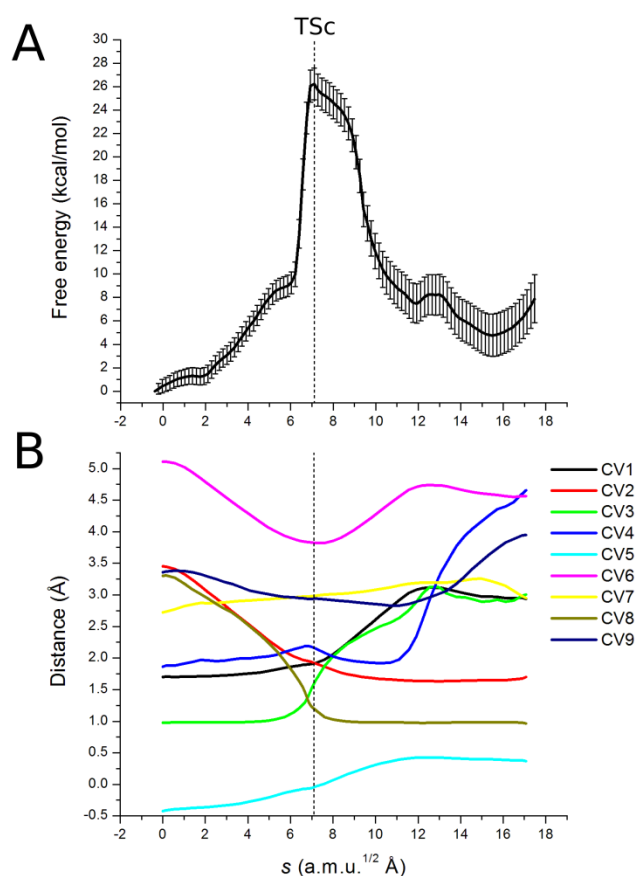 TSc
A
30
28
26
24
22
20
18
16
14
12
10
8
6
4
2
0
Free energy (kcal/mol)
-2 0 2 4 6 8 10 12 14 16 18
B
5.0
4.5
4.0
3.5
3.0
2.5
2.0
1.5
1.0
0.5
0.0
-0.5
Distance (Å)
-2 0 2 4 6 8 10 12 14 16 18
s (a.m.u.1/2 Å)
CV1
CV2
CV3
CV4
CV5
CV6
CV7
CV8
CV9